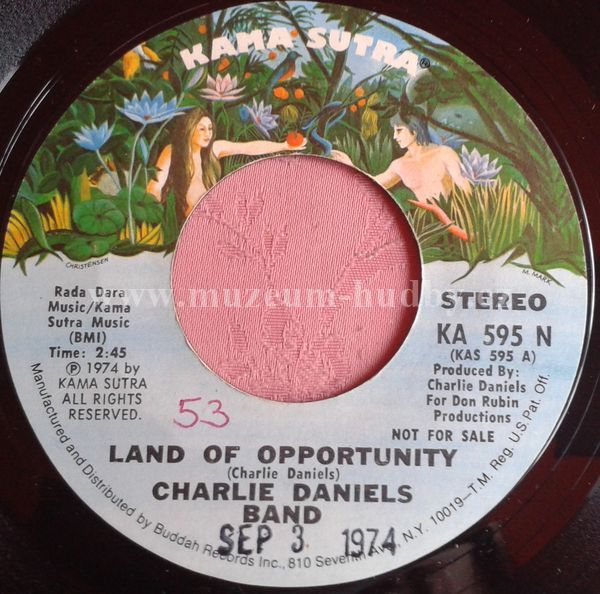 KAMA SUTRA®
CHRISTENSEN
M. MARK
Rada Dara
Music/Kama
Sutra Music
(BMI)
Time: 2:45
Ⓟ 1974 by
KAMA SUTRA
ALL RIGHTS
RESERVED.
www.muzeum-hudby.
STEREO
KA 595 N
(KAS 595 A)
Produced By:
Charlie Daniels
For Don Rubin
Productions
NOT FOR SALE
53
LAND OF OPPORTUNITY
(Charlie Daniels)
CHARLIE DANIELS
BAND
SEP 3 1974
Manufactured and Distributed by Buddah Records Inc., 810 Seventh Ave. N.Y. 10019–T.M. Reg. U.S. Pat. Off.